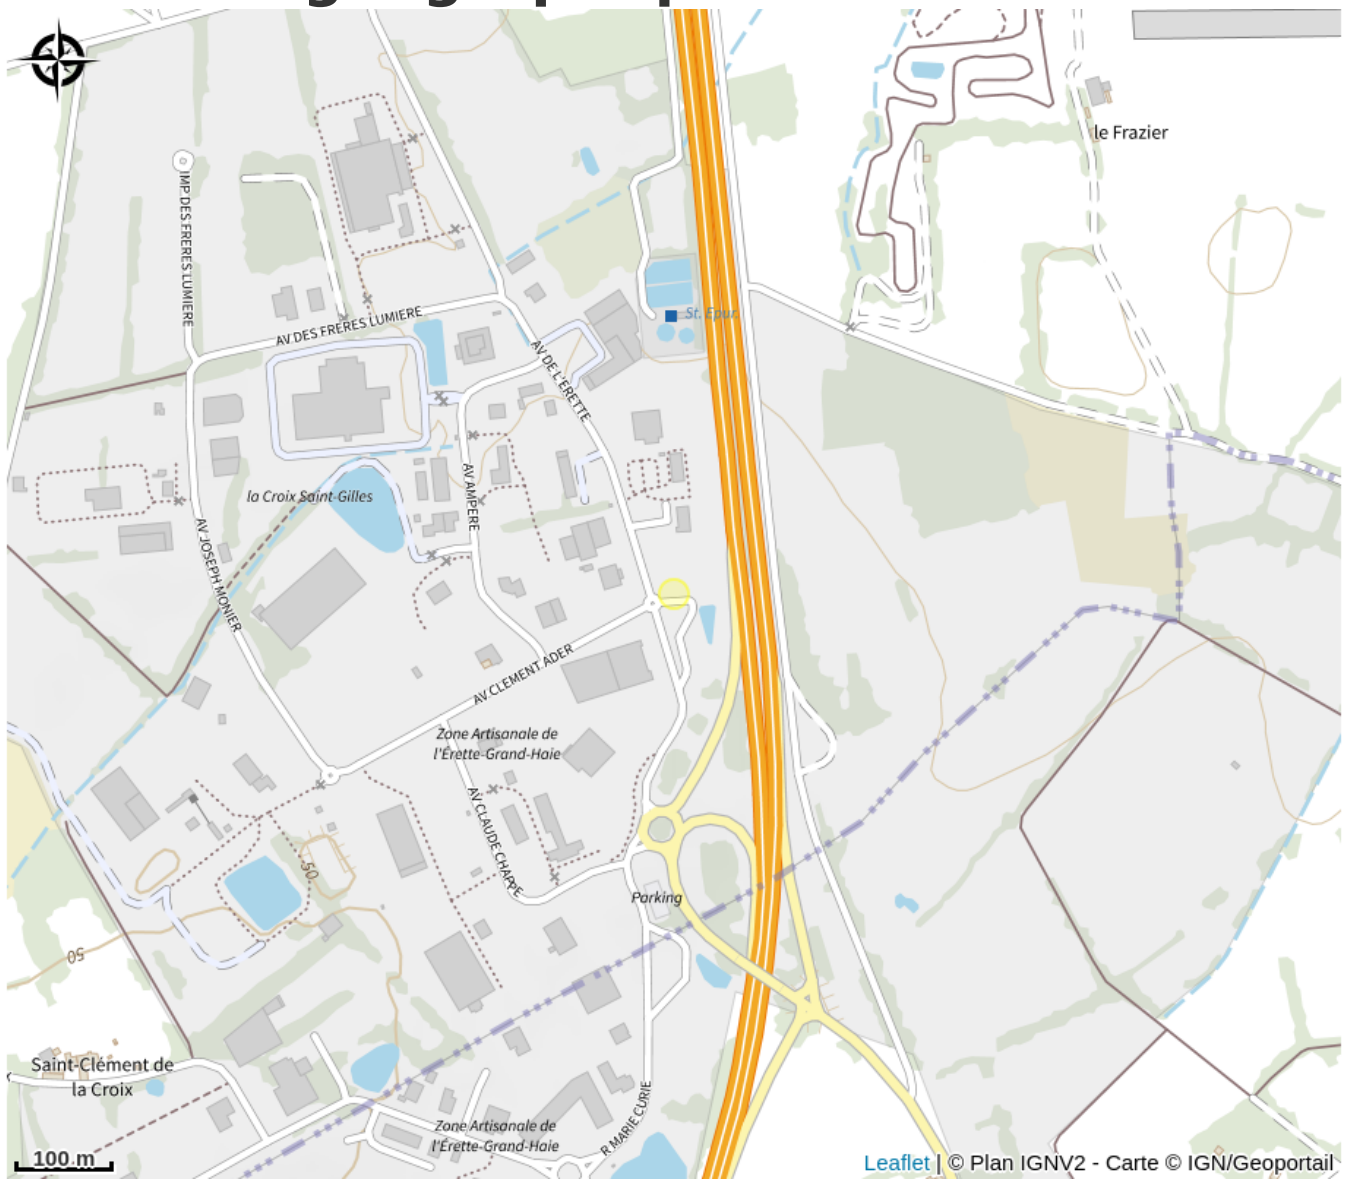 le Frazier
IMP DES FRERES LUMIERE
St. Epur.
AV DES FRERES LUMIERE
AV DE L'ERETTE
la Croix Saint-Gilles
AV AMPERE
AV JOSEPH MONIER
AV CLEMENT ADER
Zone Artisanale de
l'Érette-Grand-Haie
AV CLAUDE CHAPPE
50
Parking
50
Saint-Clément de
la Croix
R MARIE CURIE
Zone Artisanale de
l'Érette-Grand-Haie
100 m
Leaflet | © Plan IGNV2 - Carte © IGN/Geoportail